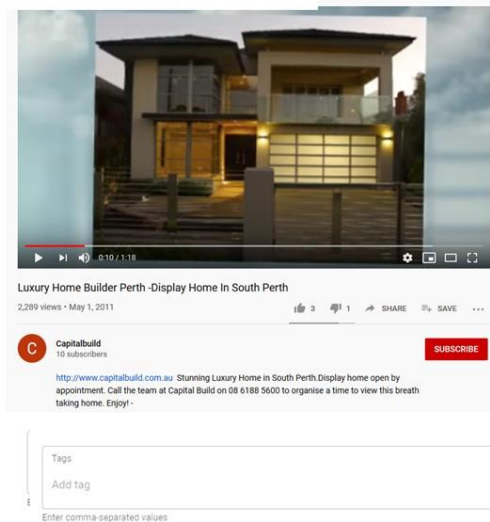 0:10 / 1:18
Luxury Home Builder Perth -Display Home In South Perth
2,289 views • May 1, 2011
3 1 SHARE SAVE
C
Capitalbuild
10 subscribers
SUBSCRIBE
http://www.capitalbuild.com.au Stunning Luxury Home in South Perth.Display home open by
appointment. Call the team at Capital Build on 08 6188 5600 to organise a time to view this breath
taking home. Enjoy! -
Tags
Add tag
Enter comma-separated values